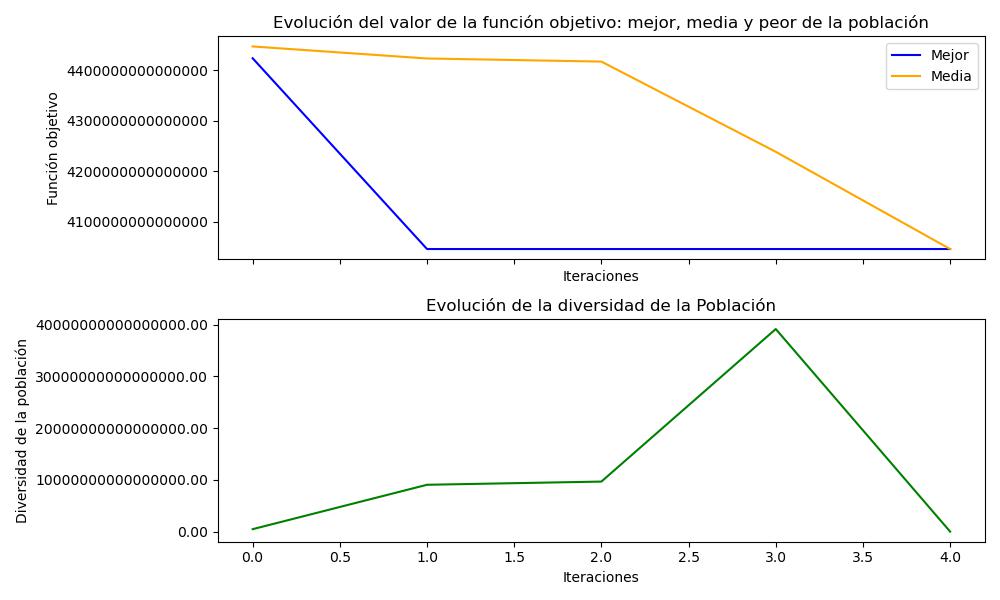 Evolución del valor de la función objetivo: mejor, media y peor de la población
Función objetivo
4400000000000000
4300000000000000
4200000000000000
4100000000000000
Mejor
Media
Iteraciones
Evolución de la diversidad de la Población
Diversidad de la población
40000000000000000.00
30000000000000000.00
20000000000000000.00
10000000000000000.00
0.00
0.0 0.5 1.0 1.5 2.0 2.5 3.0 3.5 4.0
Iteraciones